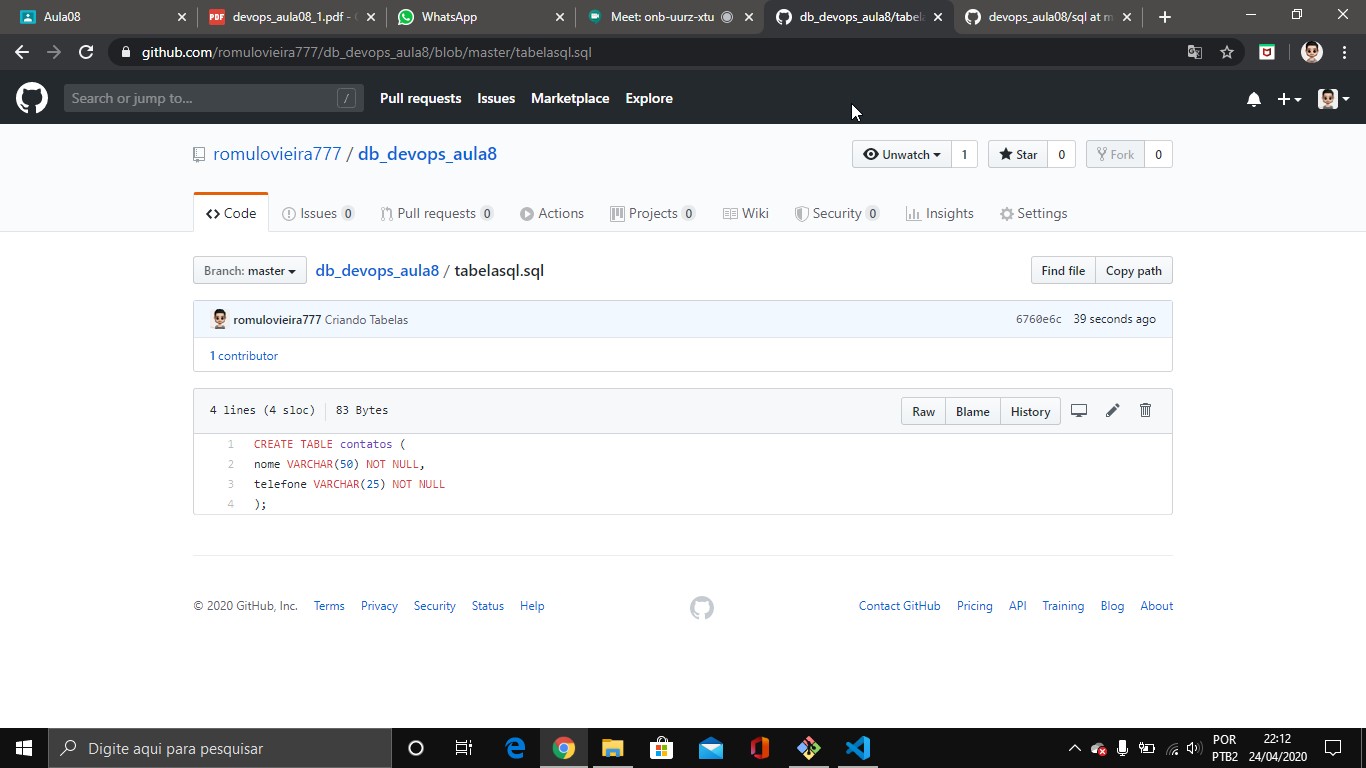 Aula08
PDF devops_aula08_1.pdf -
WhatsApp
Meet: onb-uurz-xtu
db_devops_aula8/tabela
devops_aula08/sql at m
github.com/romulovieira777/db_devops_aula8/blob/master/tabelasql.sql
Search or jump to... /
Pull requests Issues Marketplace Explore
romulovieira777 / db_devops_aula8
Unwatch 1 Star 0 Fork 0
Code Issues 0 Pull requests 0 Actions Projects 0 Wiki Security 0 Insights Settings
Branch: master db_devops_aula8 / tabelasql.sql Find file Copy path
romulovieira777 Criando Tabelas 6760e6c 39 seconds ago
1 contributor
4 lines (4 sloc) 83 Bytes Raw Blame History
1 CREATE TABLE contatos (
2 nome VARCHAR(50) NOT NULL,
3 telefone VARCHAR(25) NOT NULL
4 );
© 2020 GitHub, Inc. Terms Privacy Security Status Help Contact GitHub Pricing API Training Blog About
Digite aqui para pesquisar
POR
PTB2
22:12
24/04/2020